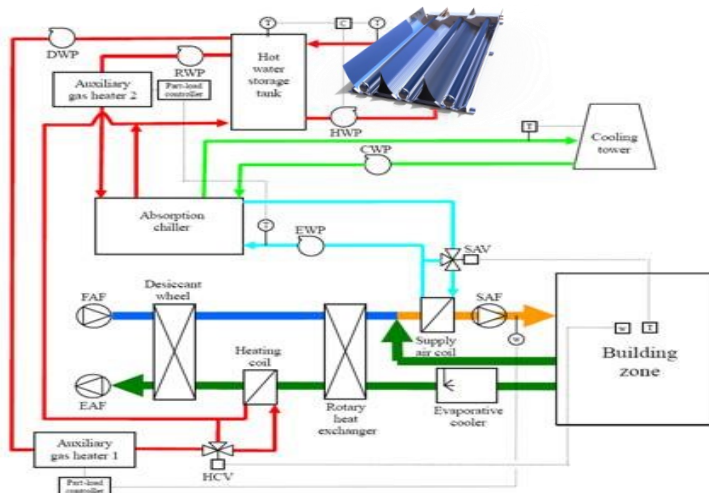 DWP
RWP
Auxiliary
gas heater 2
Part-load
controller
Hot
water
storage
tank
T
C
T
HWP
T
Cooling
tower
CWP
Absorption
chiller
T
EWP
SAV
Desiccant
wheel
FAF
SAF
Supply
air coil
w
w
T
Building
zone
Heating
coil
EAF
Rotary
heat
exchanger
Evaporative
cooler
Auxiliary
gas heater 1
HCV
Part-load
controller